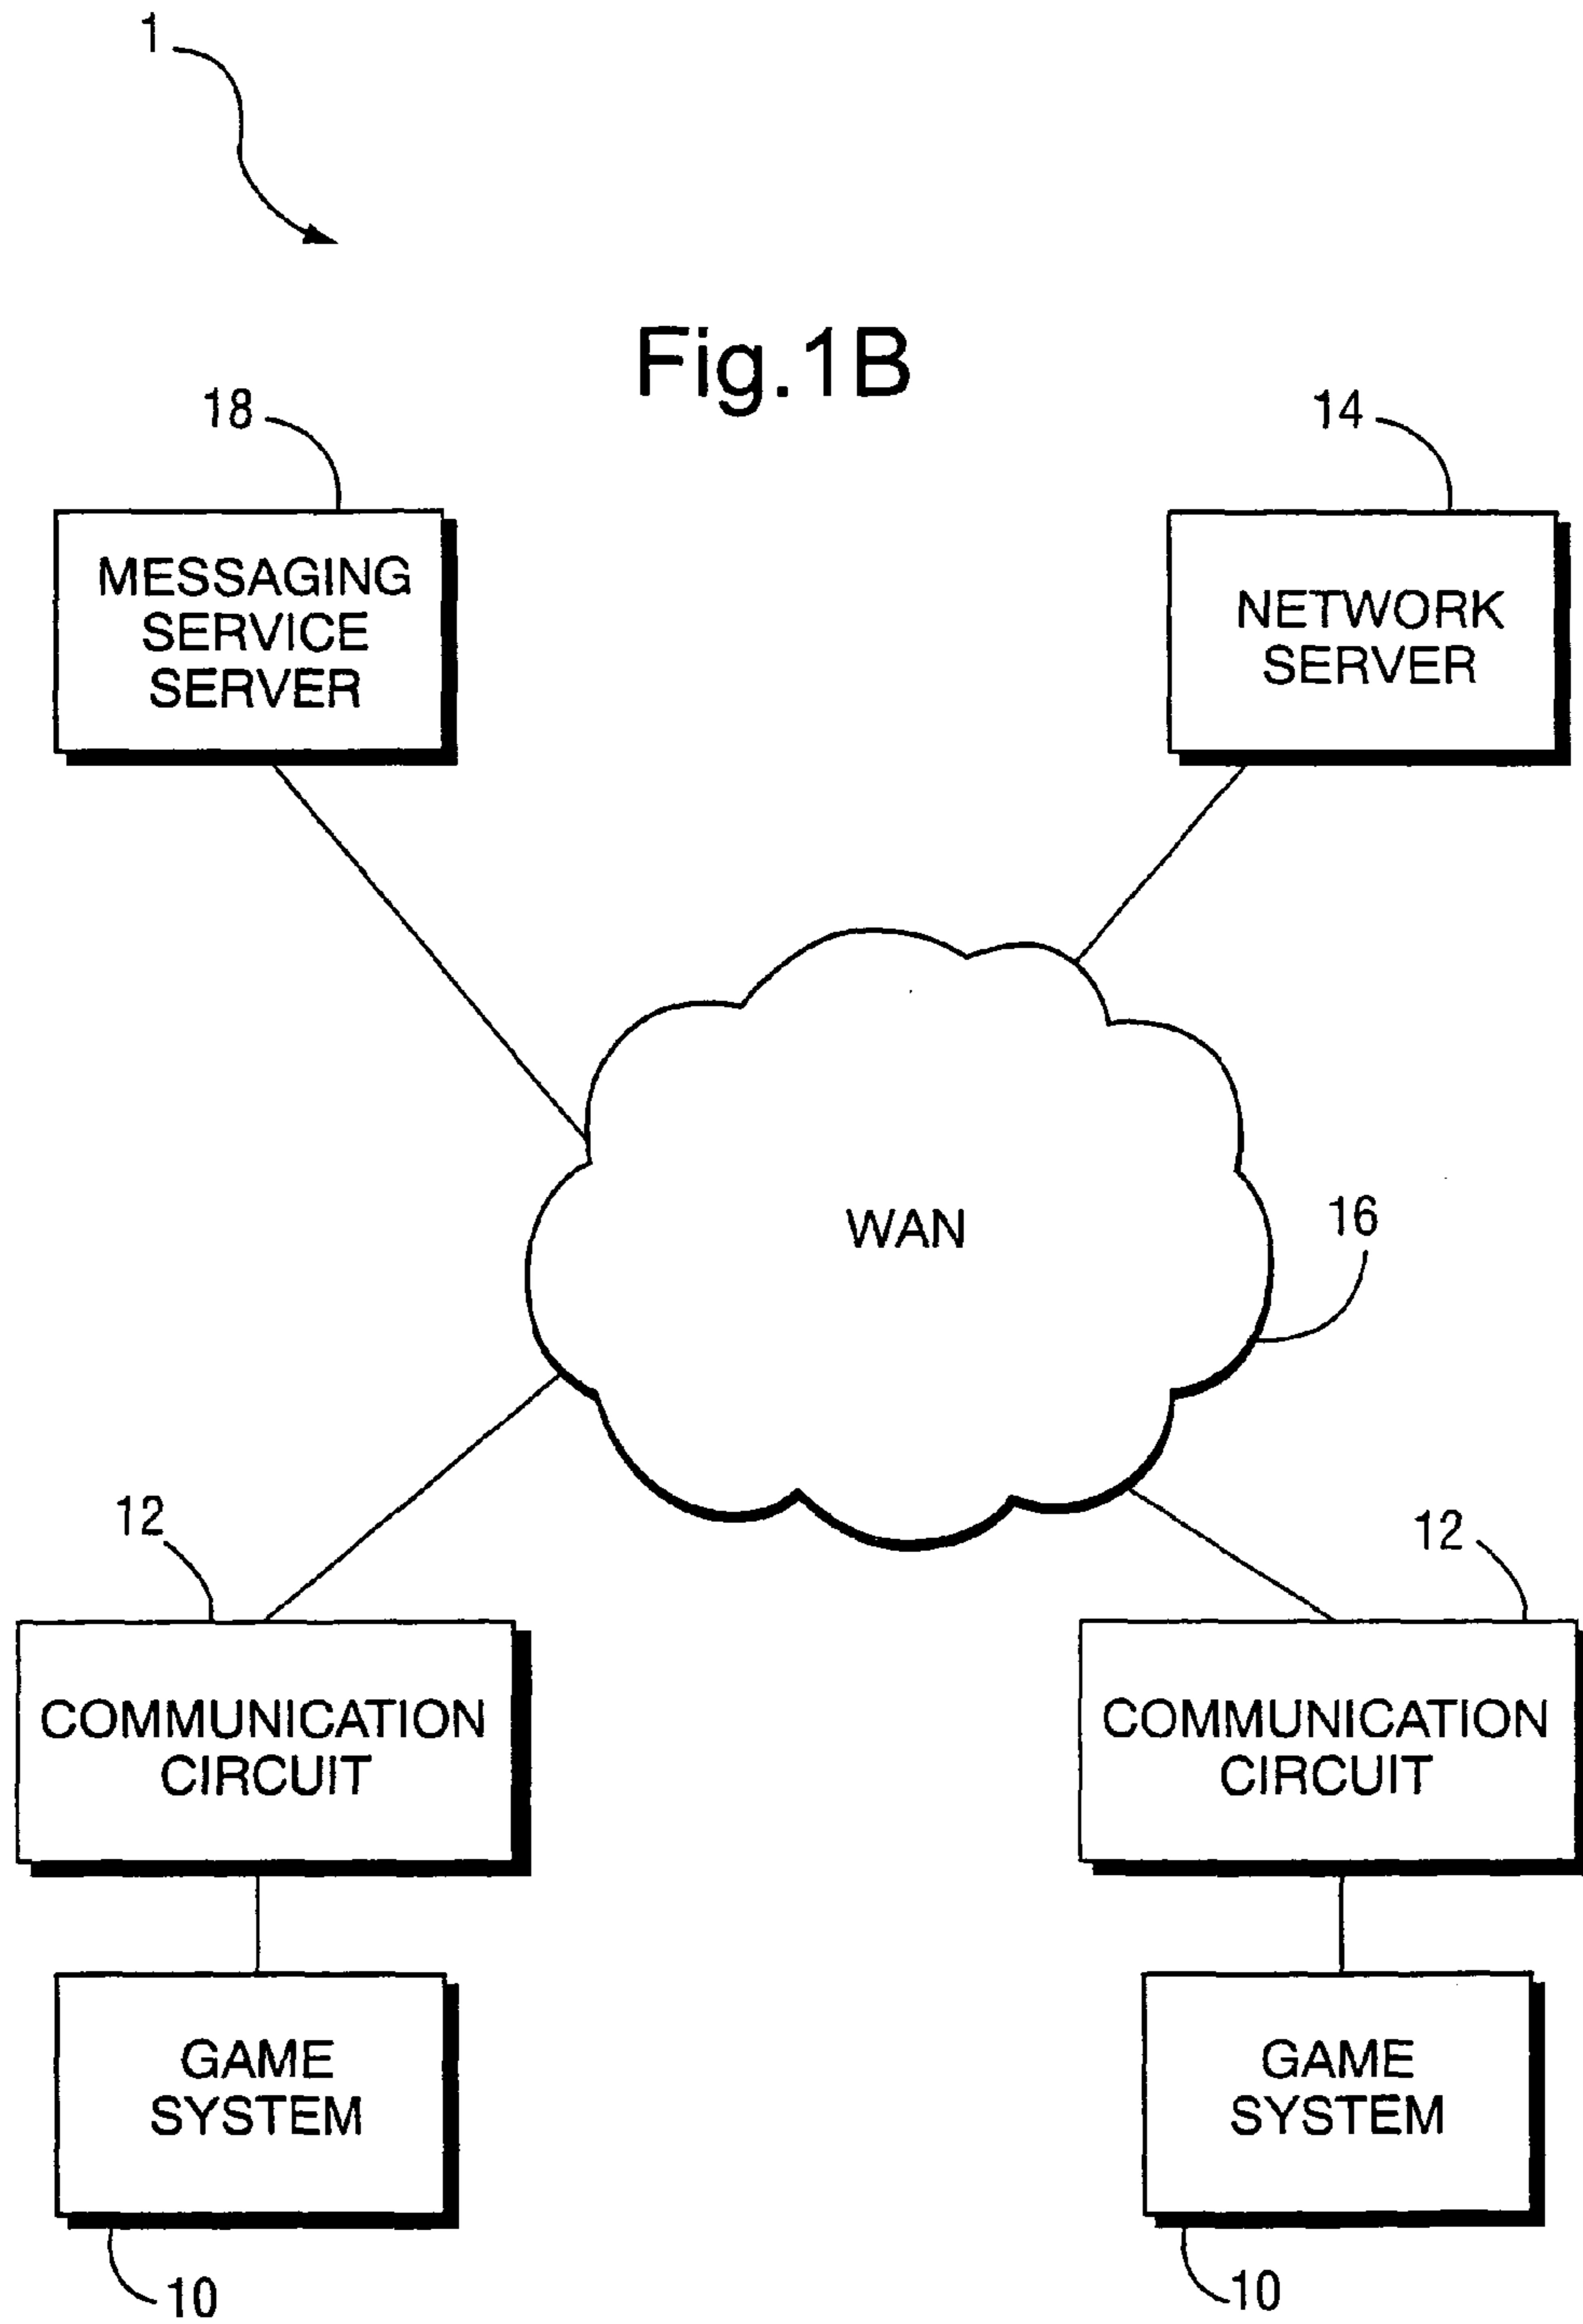 1
Fig.1B
18
14
MESSAGING
SERVICE
SERVER
NETWORK
SERVER
WAN
16
12
12
COMMUNICATION
CIRCUIT
COMMUNICATION
CIRCUIT
GAME
SYSTEM
GAME
SYSTEM
10
10